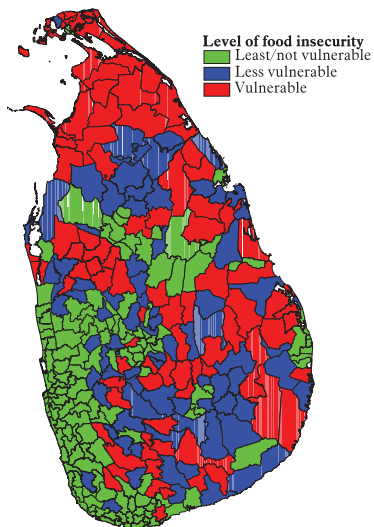 Level of food insecurity
Least/not vulnerable
Less vulnerable
Vulnerable